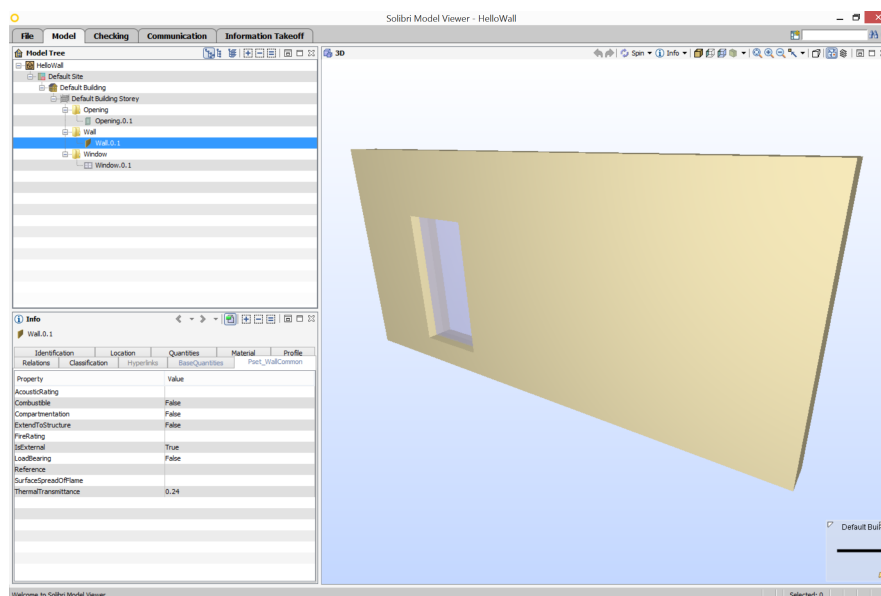 Solibri Model Viewer - HelloWall
File Model Checking Communication Information Takeoff
Model Tree
HelloWall
Default Site
Default Building
Default Building Storey
Opening
Opening.0.1
Wall
Wall.0.1
Window
Window.0.1
3D
Spin Info
Info
Wall.0.1
Identification Location Quantities Material Profile
Relations Classification Hyperlinks BaseQuantities Pset_WallCommon
Property Value
AcousticRating
Combustible False
Compartmentation False
ExtendToStructure False
FireRating
IsExternal True
LoadBearing False
Reference
SurfaceSpreadOfFlame
ThermalTransmittance 0.24
Default Buil
Welcome to Solibri Model Viewer
Selected: 0